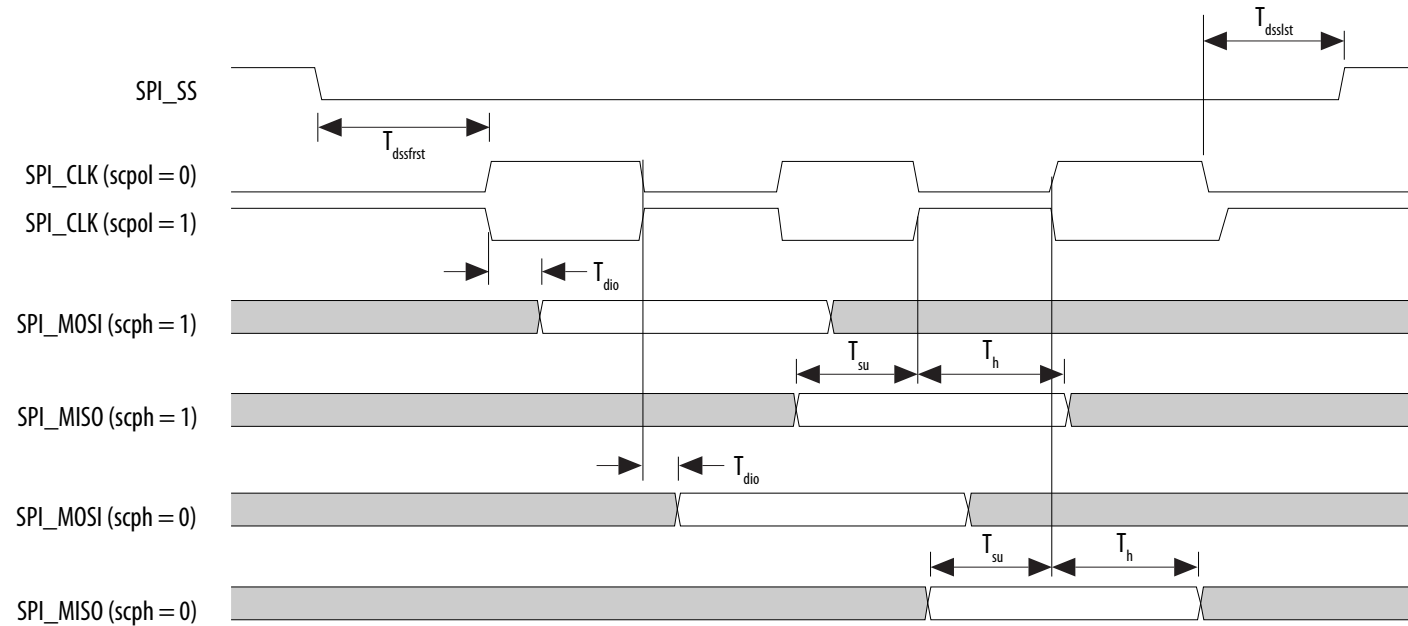 T_dsslst
SPI_SS
T_dssfrst
SPI_CLK (scpol = 0)
SPI_CLK (scpol = 1)
T_dio
SPI_MOSI (scph = 1)
T_su T_h
SPI_MISO (scph = 1)
T_dio
SPI_MOSI (scph = 0)
T_su T_h
SPI_MISO (scph = 0)